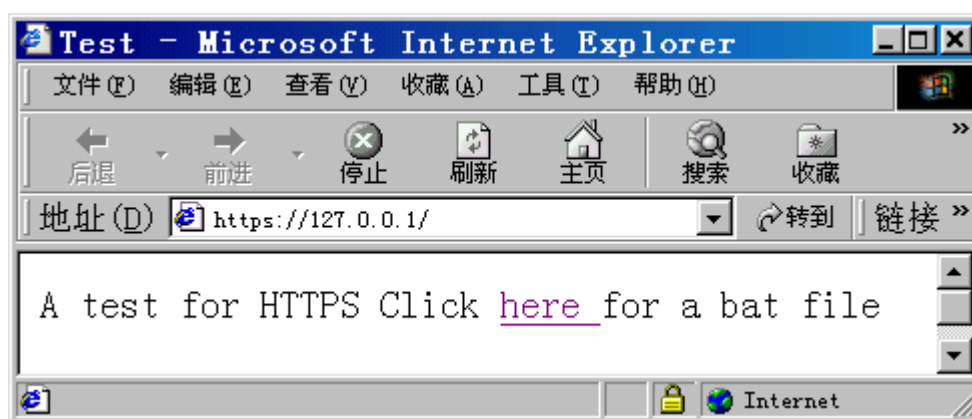 Test - Microsoft Internet Explorer
文件(F) 编辑(E) 查看(V) 收藏(A) 工具(T) 帮助(H)
后退 前进 停止 刷新 主页 搜索 收藏 »
地址(D) https://127.0.0.1/ 转到 链接 »
A test for HTTPS Click here for a bat file
Internet